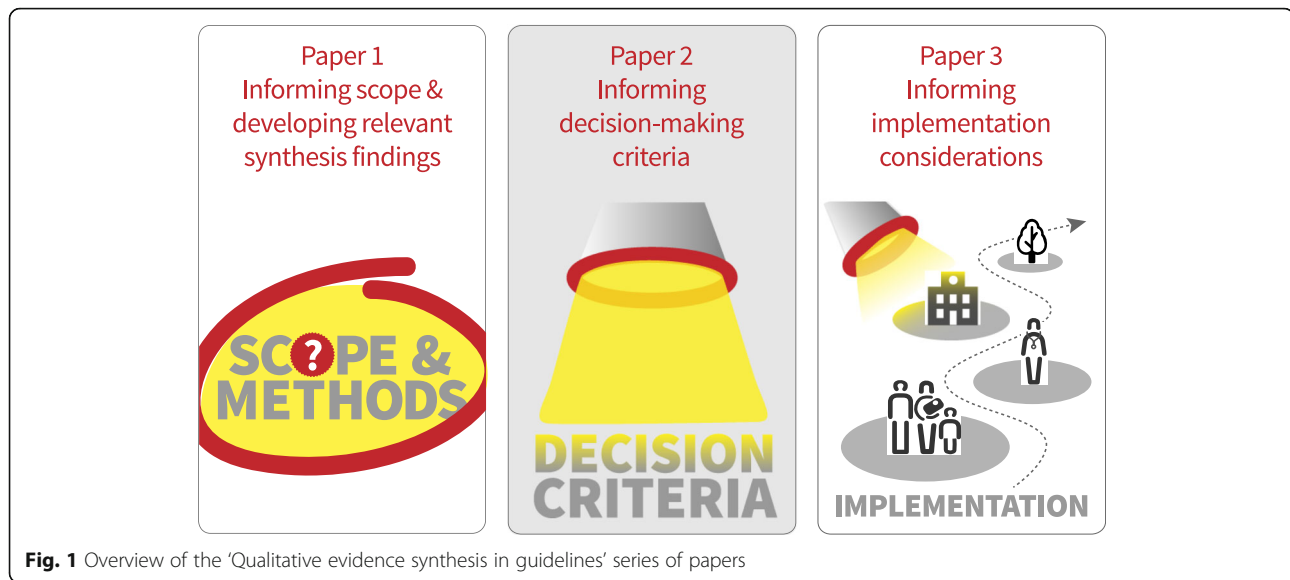 Paper 1
Informing scope &
developing relevant
synthesis findings
SCOPE &
METHODS
Paper 2
Informing
decision-making
criteria
DECISION
CRITERIA
Paper 3
Informing
implementation
considerations
IMPLEMENTATION
Fig. 1 Overview of the ‘Qualitative evidence synthesis in guidelines’ series of papers